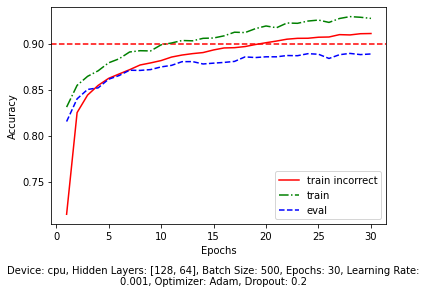 0.90
0.85
0.80
0.75
Accuracy
0 5 10 15 20 25 30
Epochs
train incorrect
train
eval
Device: cpu, Hidden Layers: [128, 64], Batch Size: 500, Epochs: 30, Learning Rate:
0.001, Optimizer: Adam, Dropout: 0.2